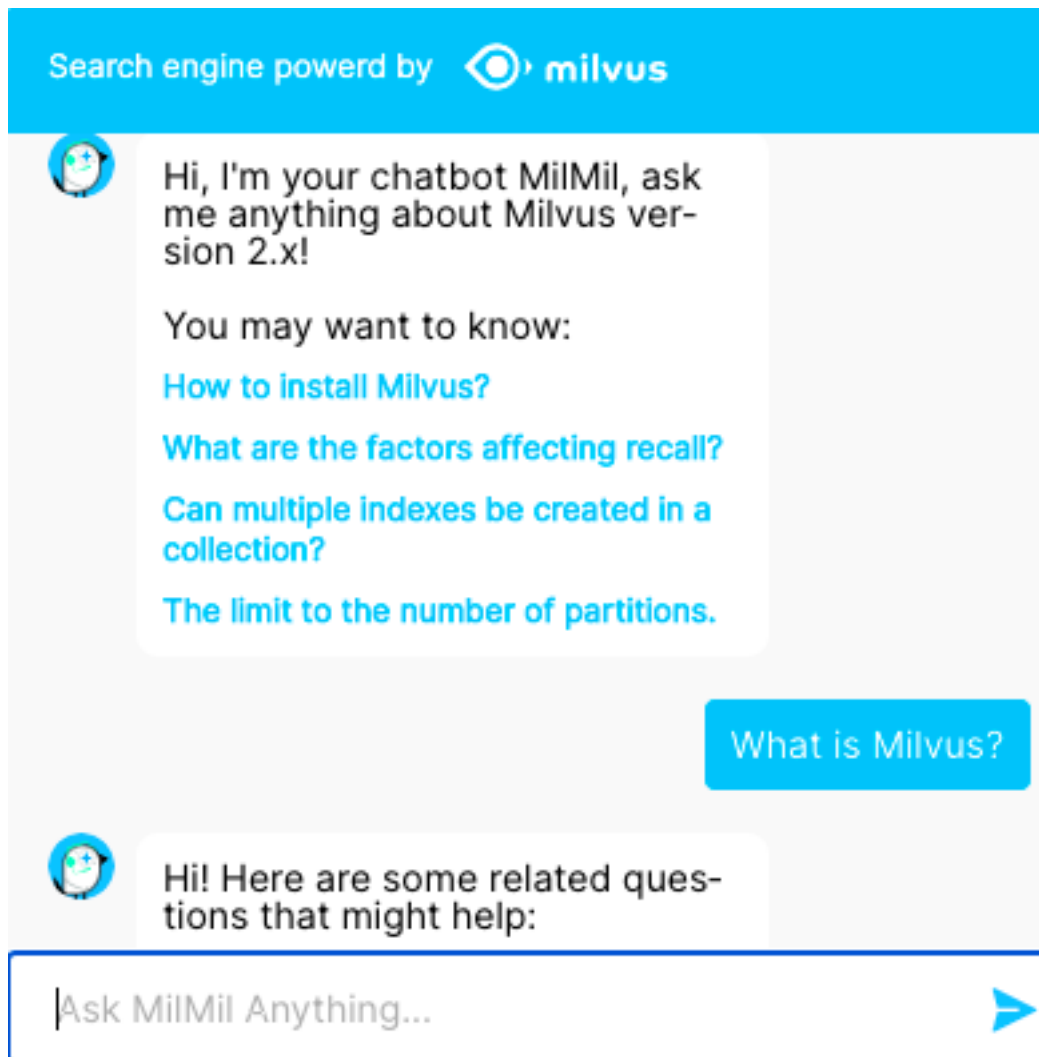 Search engine powerd by milvus
Hi, I'm your chatbot MilMil, ask
me anything about Milvus ver-
sion 2.x!
You may want to know:
How to install Milvus?
What are the factors affecting recall?
Can multiple indexes be created in a
collection?
The limit to the number of partitions.
What is Milvus?
Hi! Here are some related ques-
tions that might help:
Ask MilMil Anything...